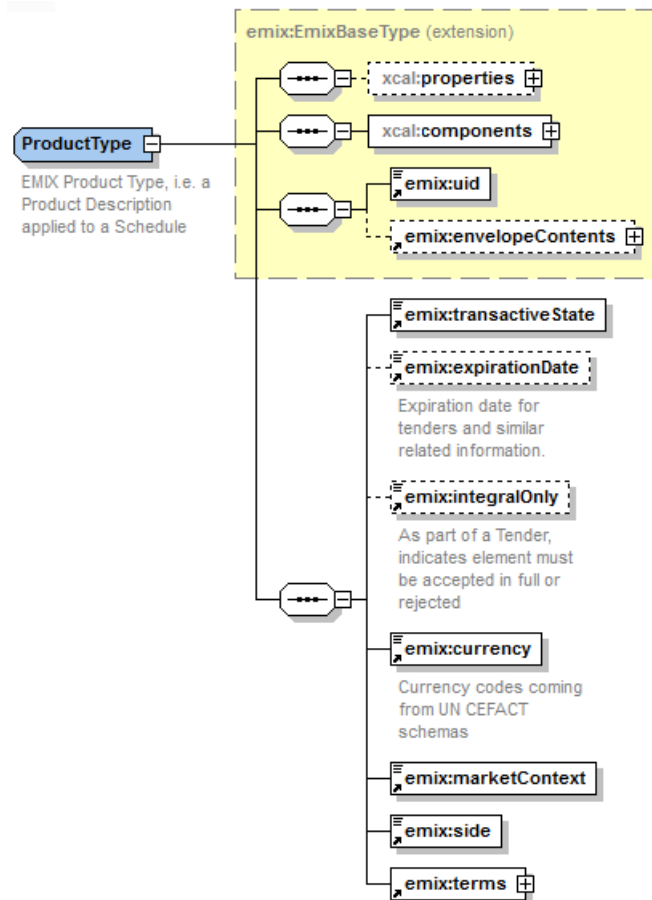 emix:EmixBaseType (extension)
xcal:properties
xcal:components
ProductType
EMIX Product Type, i.e. a
Product Description
applied to a Schedule
emix:uid
emix:envelopeContents
emix:transactiveState
emix:expirationDate
Expiration date for
tenders and similar
related information.
emix:integralOnly
As part of a Tender,
indicates element must
be accepted in full or
rejected
emix:currency
Currency codes coming
from UN CEFACT
schemas
emix:marketContext
emix:side
emix:terms